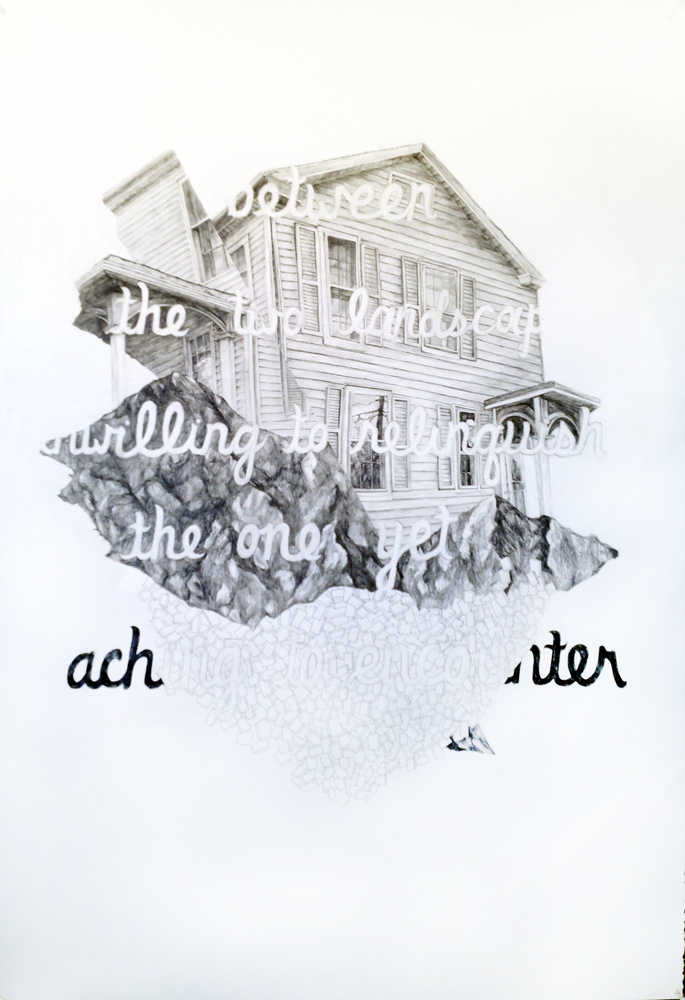 between
the two landscap
unwilling to relinquish
the one, yet
aching to encounter